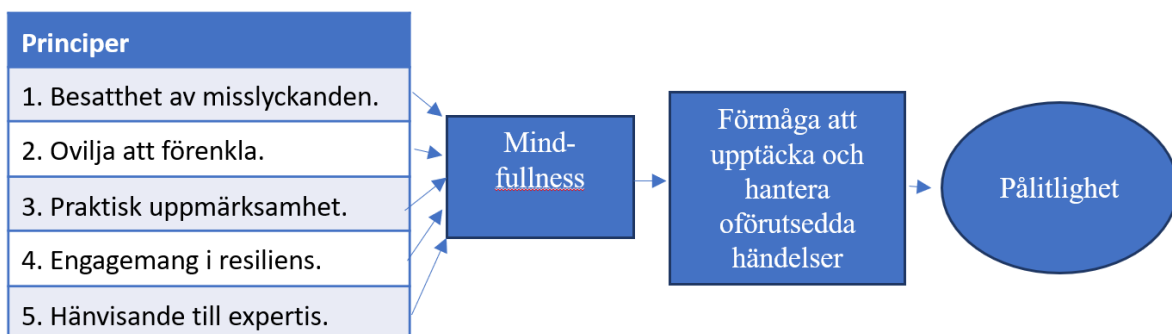 Principer
1. Besatthet av misslyckanden.
2. Ovilja att förenkla.
3. Praktisk uppmärksamhet.
4. Engagemang i resiliens.
5. Hänvisande till expertis.
Mind-
fullness
Förmåga att
upptäcka och
hantera
oförutsedda
händelser
Pålitlighet